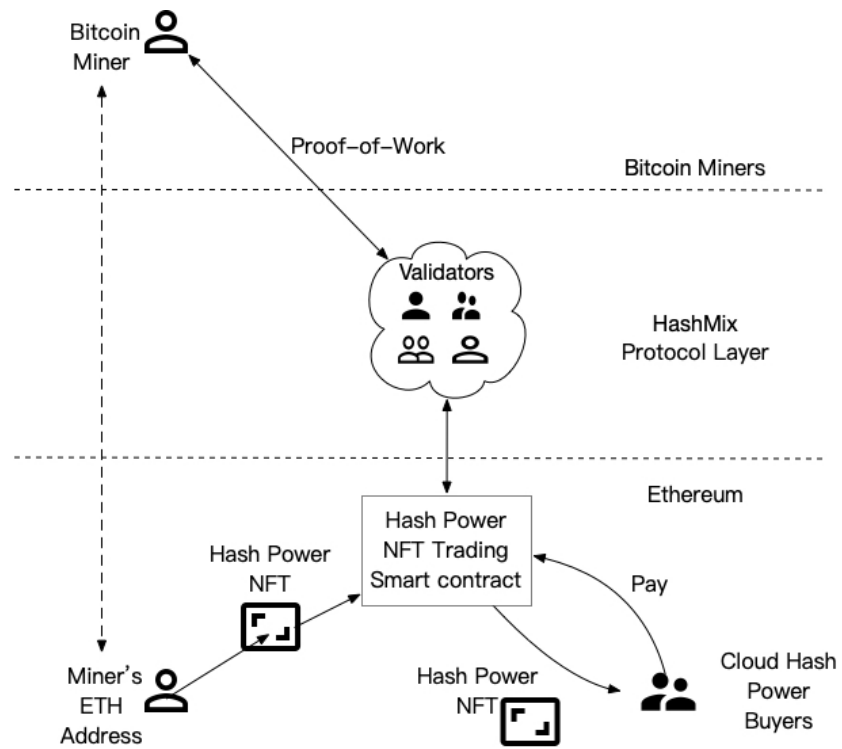 Bitcoin
Miner
Proof-of-Work
Bitcoin Miners
Validators
HashMix
Protocol Layer
Ethereum
Hash Power
NFT Trading
Smart contract
Hash Power
NFT
Pay
Miner's
ETH
Address
Hash Power
NFT
Cloud Hash
Power
Buyers